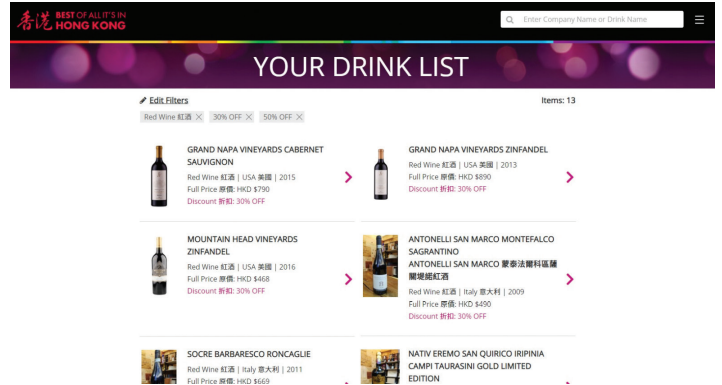 香港 BEST OF ALL IT'S IN
HONG KONG
Enter Company Name or Drink Name
YOUR DRINK LIST
Edit Filters
Items: 13
Red Wine 紅酒 × 30% OFF × 50% OFF ×
GRAND NAPA VINEYARDS CABERNET
SAUVIGNON
Red Wine 紅酒 | USA 美國 | 2015
Full Price 原價: HKD $790
Discount 折扣: 30% OFF
GRAND NAPA VINEYARDS ZINFANDEL
Red Wine 紅酒 | USA 美國 | 2013
Full Price 原價: HKD $890
Discount 折扣: 30% OFF
MOUNTAIN HEAD VINEYARDS
ZINFANDEL
Red Wine 紅酒 | USA 美國 | 2016
Full Price 原價: HKD $468
Discount 折扣: 30% OFF
ANTONELLI SAN MARCO MONTEFALCO
SAGRANTINO
ANTONELLI SAN MARCO 蒙泰法爾科區薩
關堤諾紅酒
Red Wine 紅酒 | Italy 意大利 | 2009
Full Price 原價: HKD $490
Discount 折扣: 30% OFF
SOCRE BARBARESCO RONCAGLIE
Red Wine 紅酒 | Italy 意大利 | 2011
Full Price 原價: HKD $669
NATIV EREMO SAN QUIRICO IRIPINIA
CAMPI TAURASINI GOLD LIMITED
EDITION